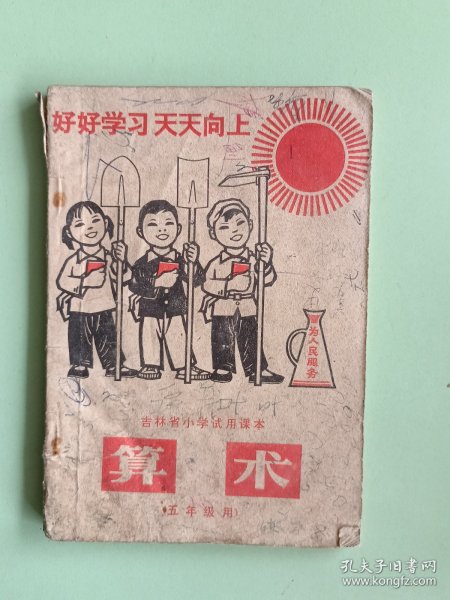 好好学习 天天向上
为人民服务
吉林省小学试用课本
算术
(五年级用)
孔夫子旧书网
www.kongfz.com